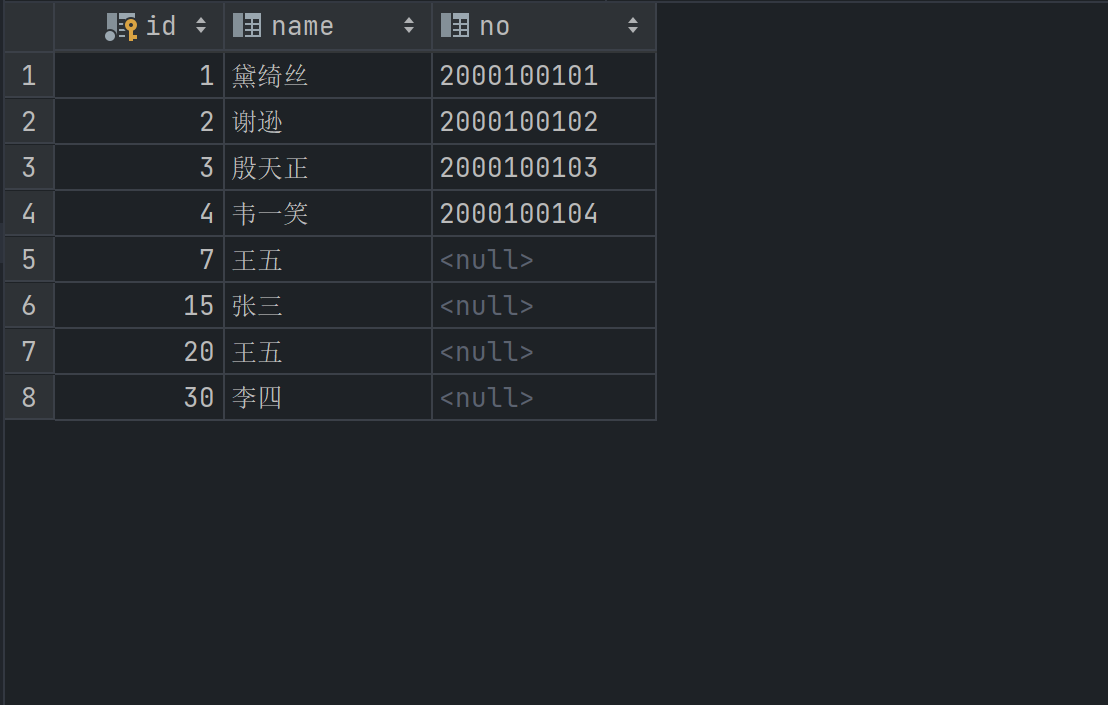 id name no
1 1 黛绮丝 2000100101
2 2 谢逊 2000100102
3 3 殷天正 2000100103
4 4 韦一笑 2000100104
5 7 王五 <null>
6 15 张三 <null>
7 20 王五 <null>
8 30 李四 <null>